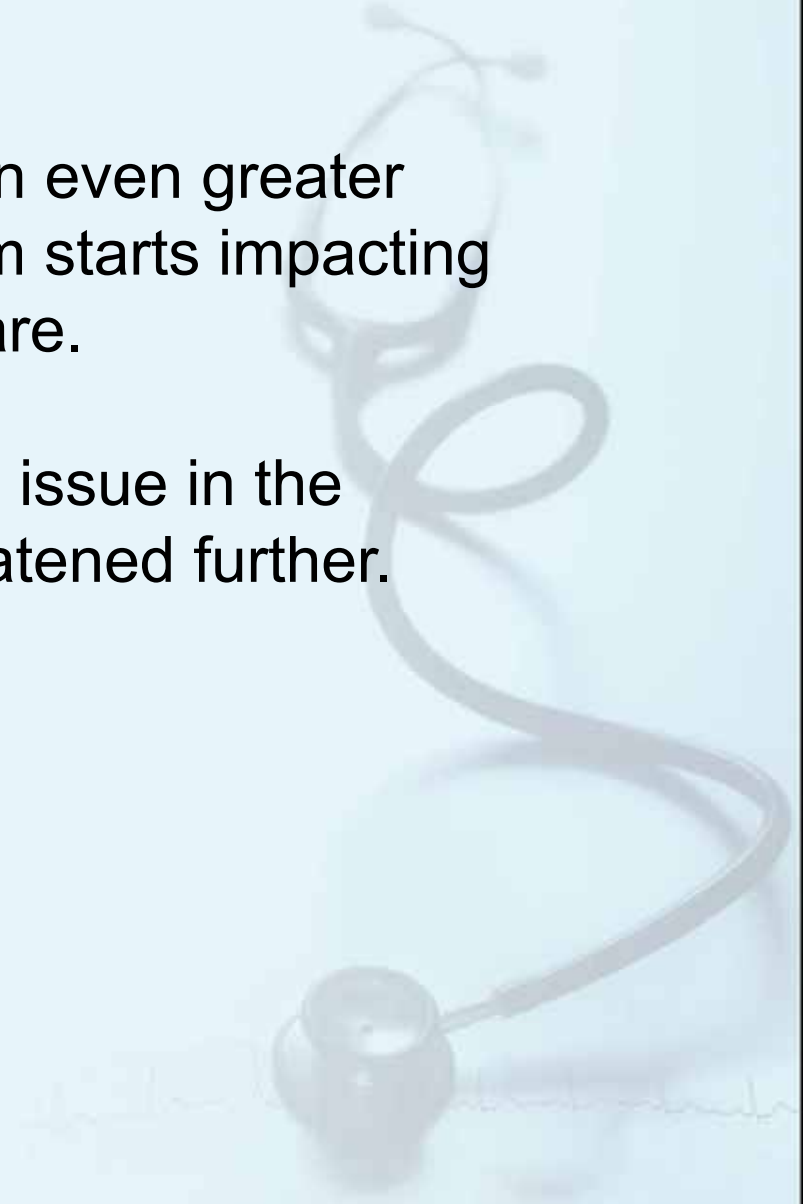 n even greater
n starts impacting
are.
issue in the
atened further.